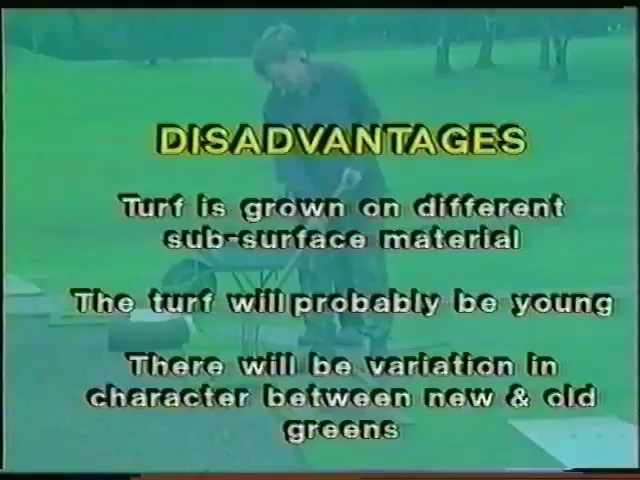 DISADVANTAGES
Turf is grown on different
sub-surface material
The turf will probably be young
There will be variation in
character between new & old
greens